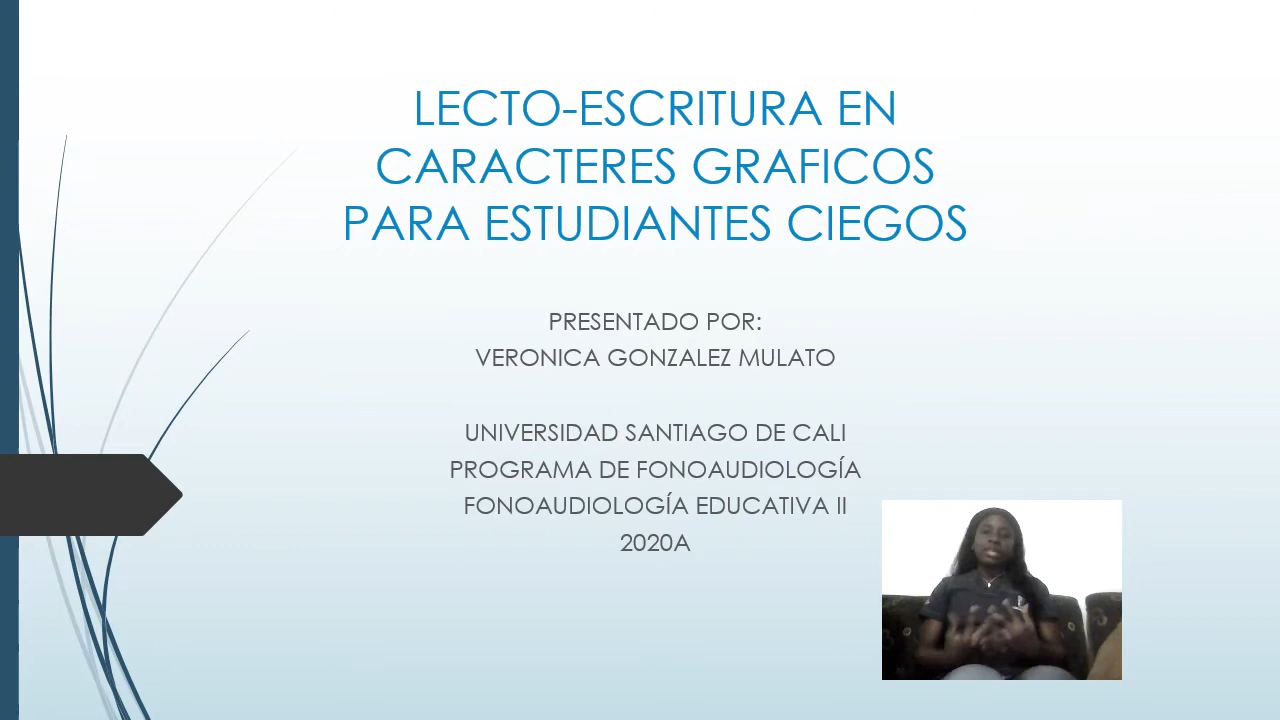 LECTO-ESCRITURA EN
CARACTERES GRAFICOS
PARA ESTUDIANTES CIEGOS
PRESENTADO POR:
VERONICA GONZALEZ MULATO
UNIVERSIDAD SANTIAGO DE CALI
PROGRAMA DE FONOAUDIOLOGÍA
FONOAUDIOLOGÍA EDUCATIVA II
2020A